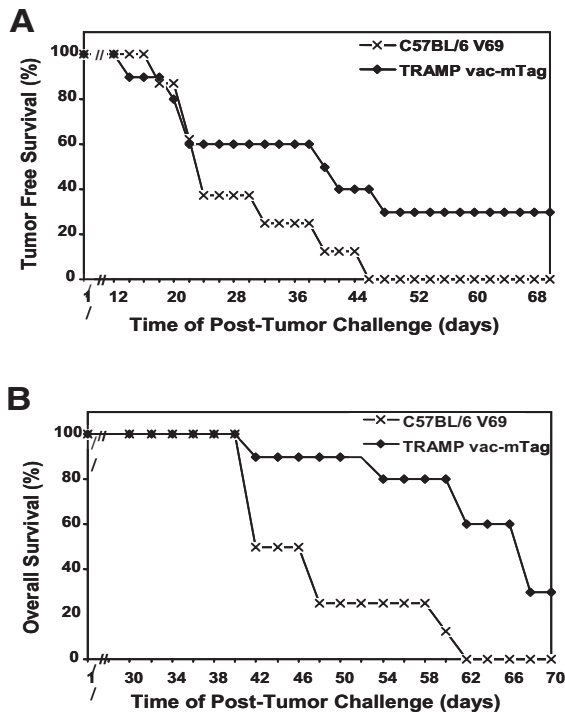 A
C57BL/6 V69
TRAMP vac-mTag
Tumor Free Survival (%)
100
80
60
40
20
0
1 12 20 28 36 44 52 60 68
Time of Post-Tumor Challenge (days)
B
C57BL/6 V69
TRAMP vac-mTag
Overall Survival (%)
100
80
60
40
20
0
1 30 34 38 42 46 50 54 58 62 66 70
Time of Post-Tumor Challenge (days)